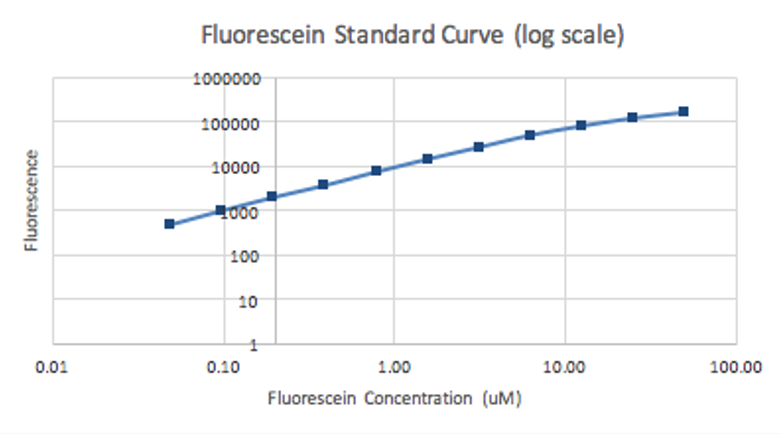 Fluorescein Standard Curve (log scale)
1000000
100000
10000
1000
100
10
1
Fluorescence
0.01 0.10 1.00 10.00 100.00
Fluorescein Concentration (uM)